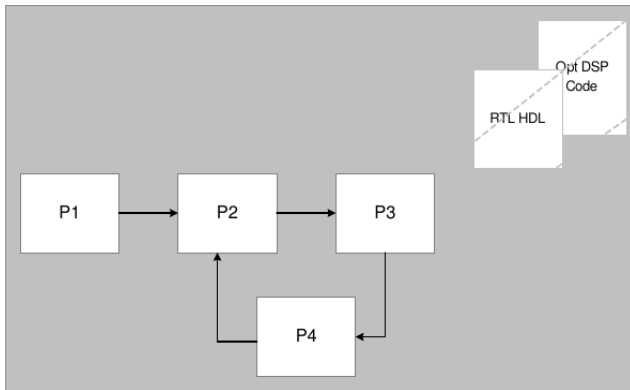 Opt DSP
Code
RTL HDL
P1
P2
P3
P4